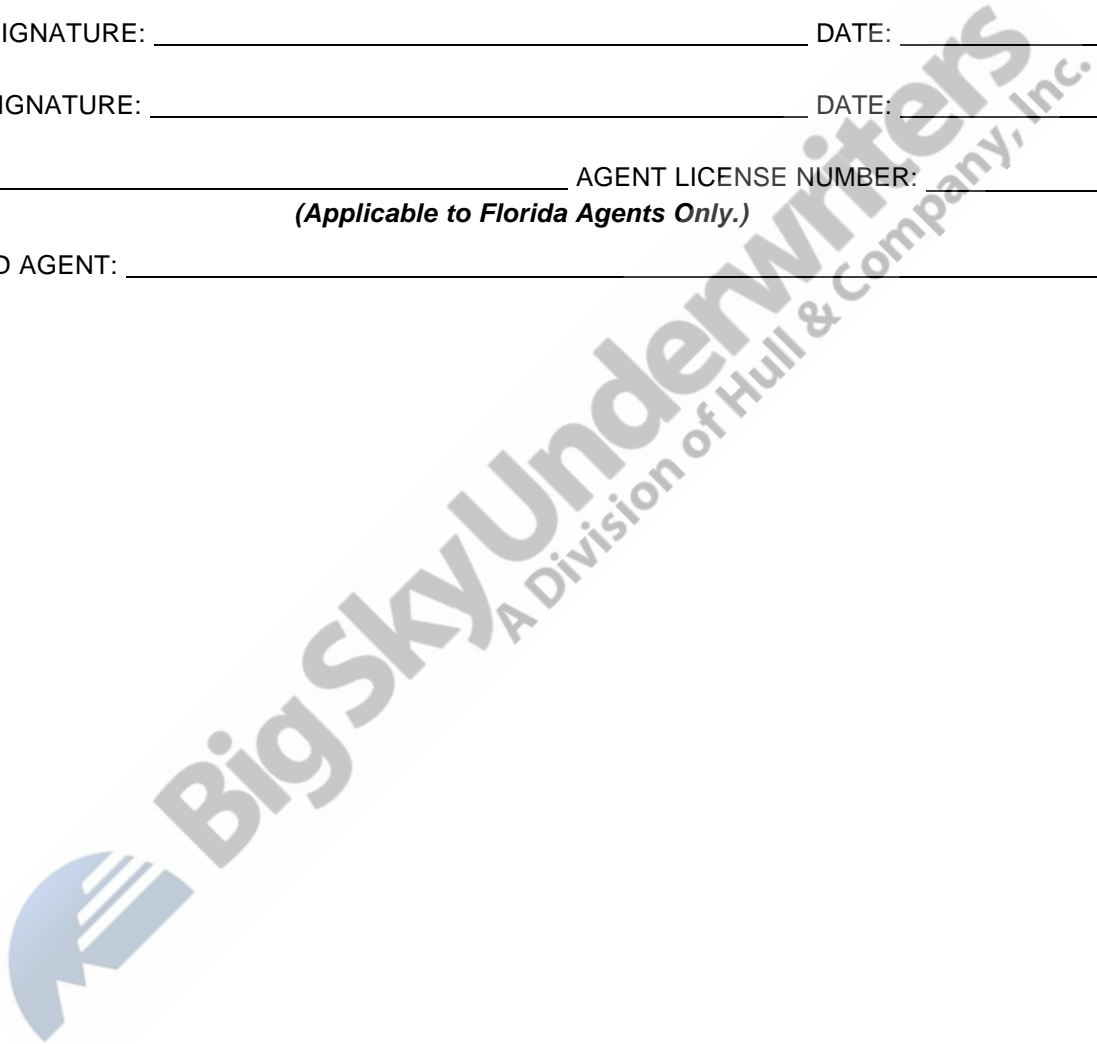 IGNATURE: DATE:
IGNATURE: DATE:
AGENT LICENSE NUMBER:
(Applicable to Florida Agents Only.)
D AGENT:
Big Sky Underwriters
A Division of Hull & Company, Inc.